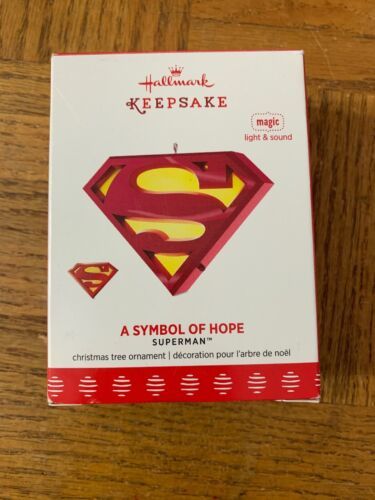 Hallmark
KEEPSAKE
magic
light & sound
S
S
A SYMBOL OF HOPE
SUPERMAN™
christmas tree ornament | décoration pour l'arbre de noël